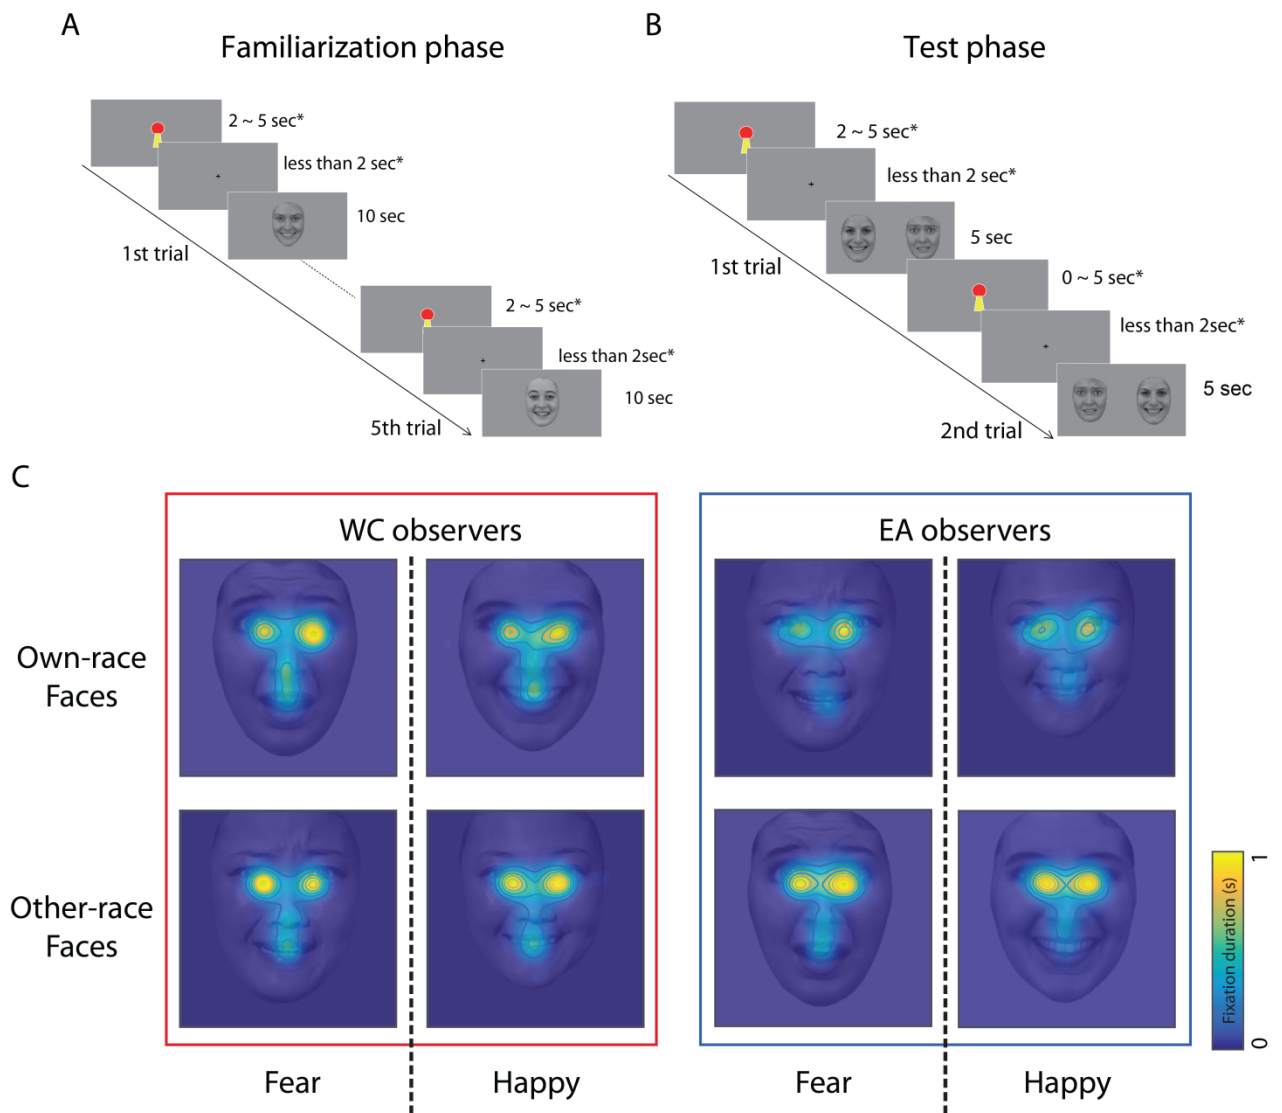 A
Familiarization phase
2 ~ 5 sec*
less than 2 sec*
10 sec
1st trial
2 ~ 5 sec*
less than 2sec*
10 sec
5th trial
B
Test phase
2 ~ 5 sec*
less than 2 sec*
5 sec
1st trial
0 ~ 5 sec*
less than 2sec*
5 sec
2nd trial
C
WC observers
EA observers
Own-race
Faces
Other-race
Faces
Fear
Happy
Fear
Happy
1
Fixation duration (s)
0